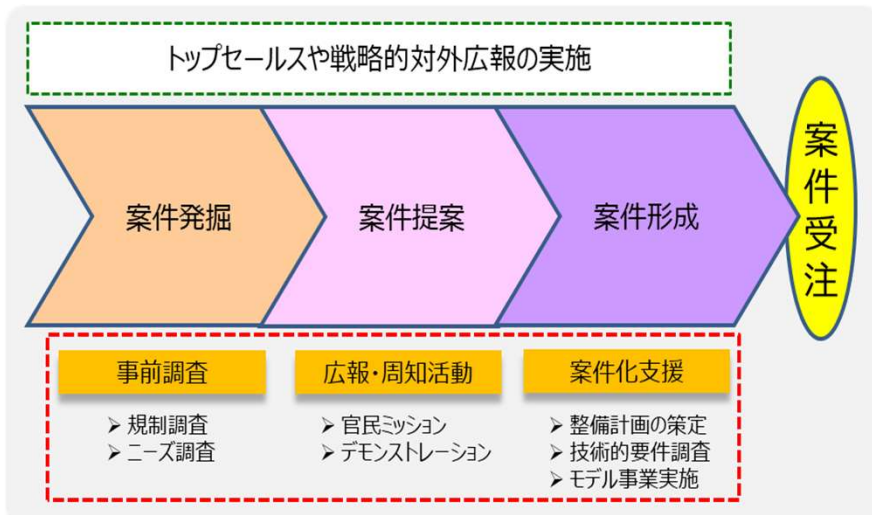 トップセールスや戦略的対外広報の実施
案件発掘
案件提案
案件形成
案件受注
事前調査
➢ 規制調査
➢ ニーズ調査
広報・周知活動
➢ 官民ミッション
➢ デモンストレーション
案件化支援
➢ 整備計画の策定
➢ 技術的要件調査
➢ モデル事業実施